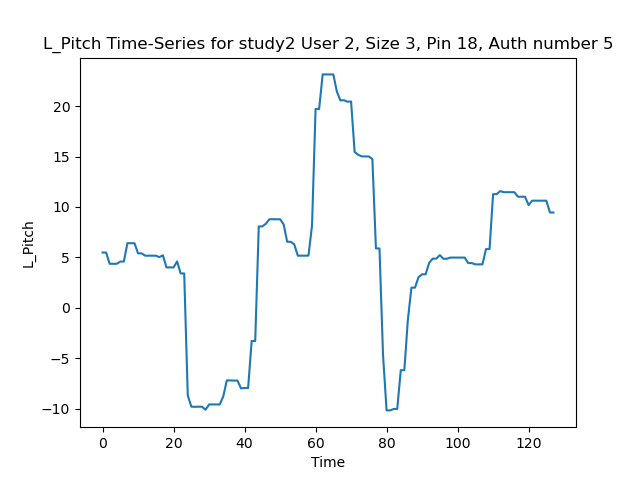 L_Pitch Time-Series for study2 User 2, Size 3, Pin 18, Auth number 5
L_Pitch
20
15
10
5
0
−5
−10
0 20 40 60 80 100 120
Time